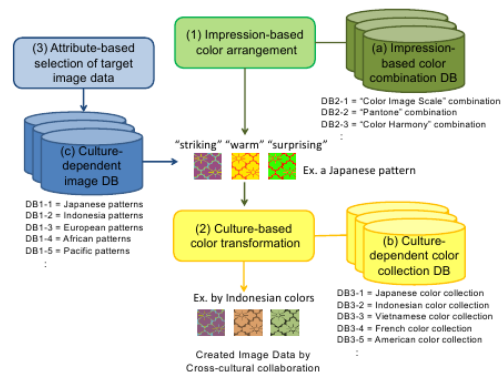 (3) Attribute-based
selection of target
image data
(1) Impression-based
color arrangement
(a) Impression-
based color
combination DB
DB2-1 = "Color Image Scale" combination
DB2-2 = "Pantone" combination
DB2-3 = "Color Harmony" combination
:
(c) Culture-
dependent
image DB
"striking" "warm" "surprising"
Ex. a Japanese pattern
DB1-1 = Japanese patterns
DB1-2 = Indonesia patterns
DB1-3 = European patterns
DB1-4 = African patterns
DB1-5 = Pacific patterns
:
(2) Culture-based
color transformation
(b) Culture-
dependent color
collection DB
DB3-1 = Japanese color collection
DB3-2 = Indonesian color collection
DB3-3 = Vietnamese color collection
DB3-4 = French color collection
DB3-5 = American color collection
:
Ex. by Indonesian colors
Created Image Data by
Cross-cultural collaboration